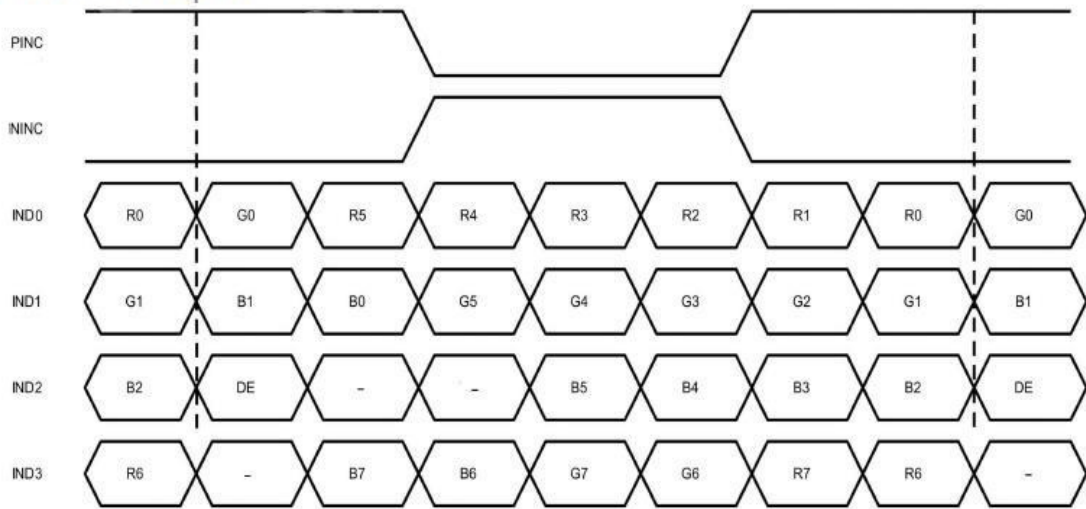 PINC
NINC
IND0 R0 G0 R5 R4 R3 R2 R1 R0 G0
IND1 G1 B1 B0 G5 G4 G3 G2 G1 B1
IND2 B2 DE – – B5 B4 B3 B2 DE
IND3 R6 – B7 B6 G7 G6 R7 R6 –